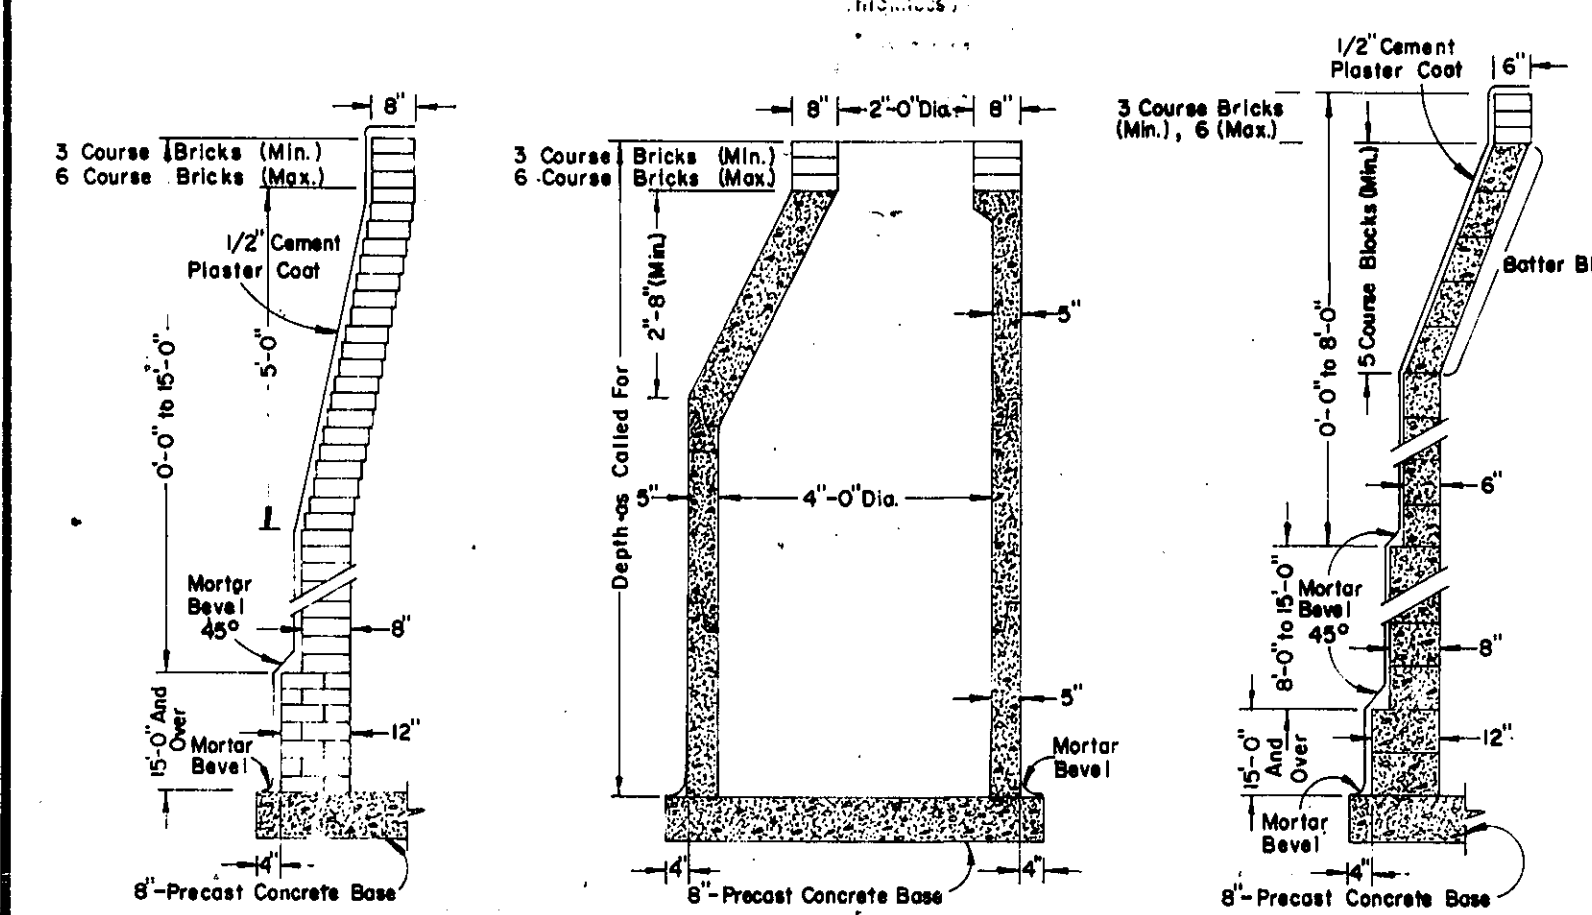 8"
3 Course Bricks (Min.)
6 Course Bricks (Max.)
1/2" Cement
Plaster Coat
5'-0"
0'-0" to 15'-0"
Mortar
Bevel
45°
8"
15'-0" And
Over
12"
Mortar
Bevel
4"
8"-Precast Concrete Base
8"
2"-0"Dia.
8"
3 Course Bricks (Min.)
6 Course Bricks (Max.)
2"-8"(Min.)
Depth as Called For
5"
5"
4"-0"Dia.
5"
Mortar
Bevel
4"
4"
8"-Precast Concrete Base
1/2" Cement
Plaster Coat
6"
3 Course Bricks
(Min.), 6 (Max.)
5 Course Blocks (Min.)
Batter
0'-0" to 8'-0"
6"
Mortar
Bevel
45°
8'-0" to 15'-0"
8"
15'-0"
And
Over
12"
Mortar
Bevel
4"
8"-Precast Concrete Base